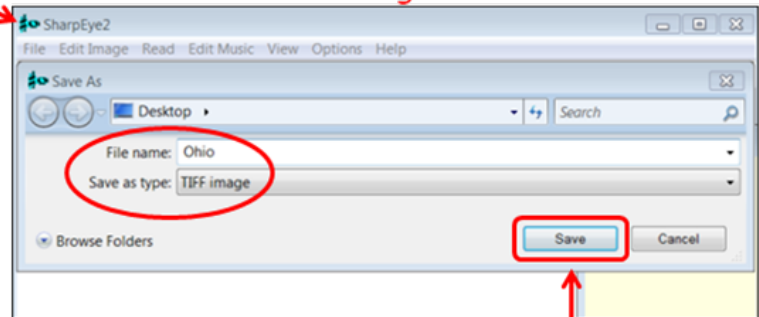 SharpEye2
File Edit Image Read Edit Music View Options Help
Save As
Desktop
Search
File name: Ohio
Save as type: TIFF image
Browse Folders
Save Cancel